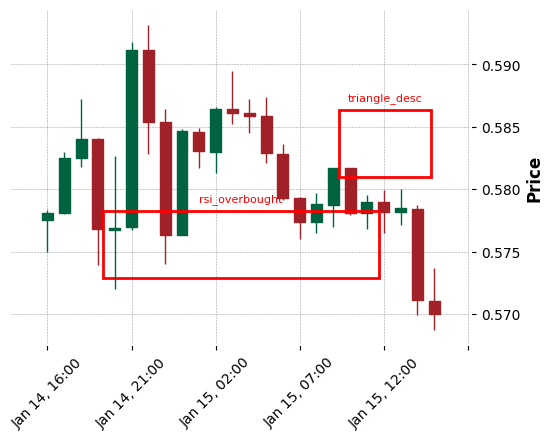 triangle_desc
rsi_overbought
0.590
0.585
0.580
0.575
0.570
Price
Jan 14, 16:00
Jan 14, 21:00
Jan 15, 02:00
Jan 15, 07:00
Jan 15, 12:00